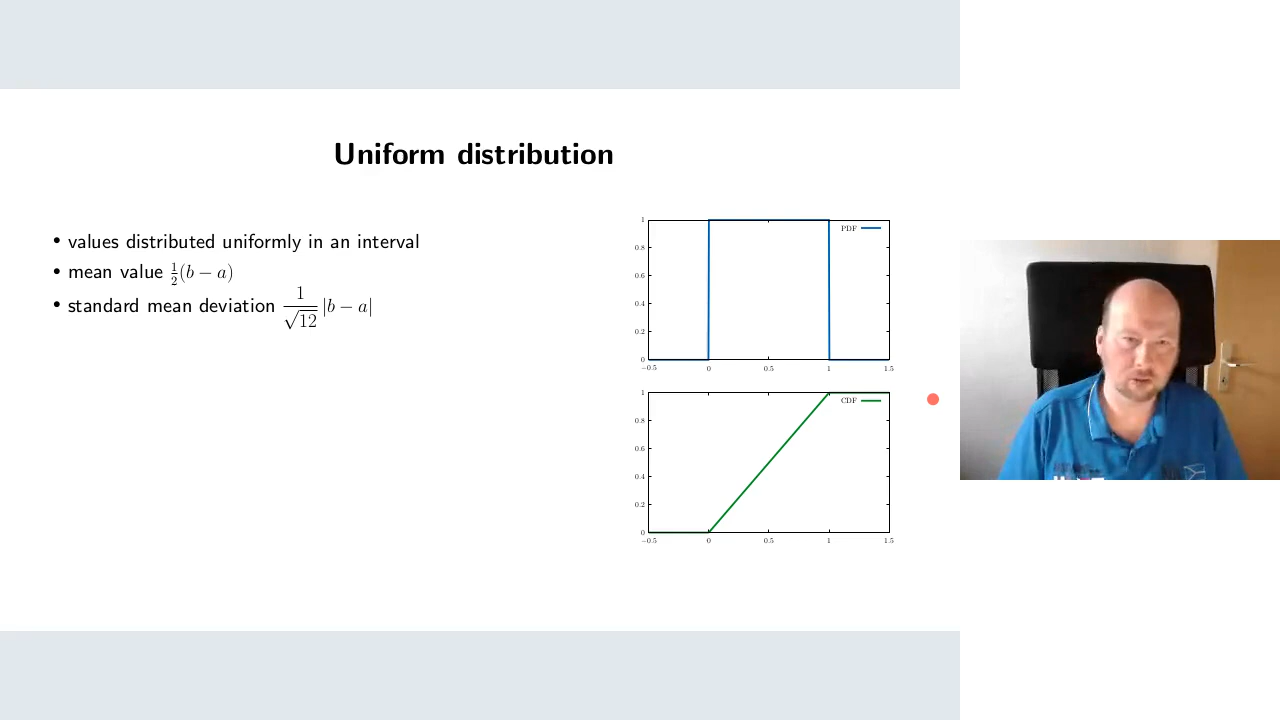 Uniform distribution
• values distributed uniformly in an interval
• mean value 1/2(b − a)
• standard mean deviation 1/√12 |b − a|
1
0.8
0.6
0.4
0.2
0
−0.5 0 0.5 1 1.5
PDF
1
0.8
0.6
0.4
0.2
0
−0.5 0 0.5 1 1.5
CDF